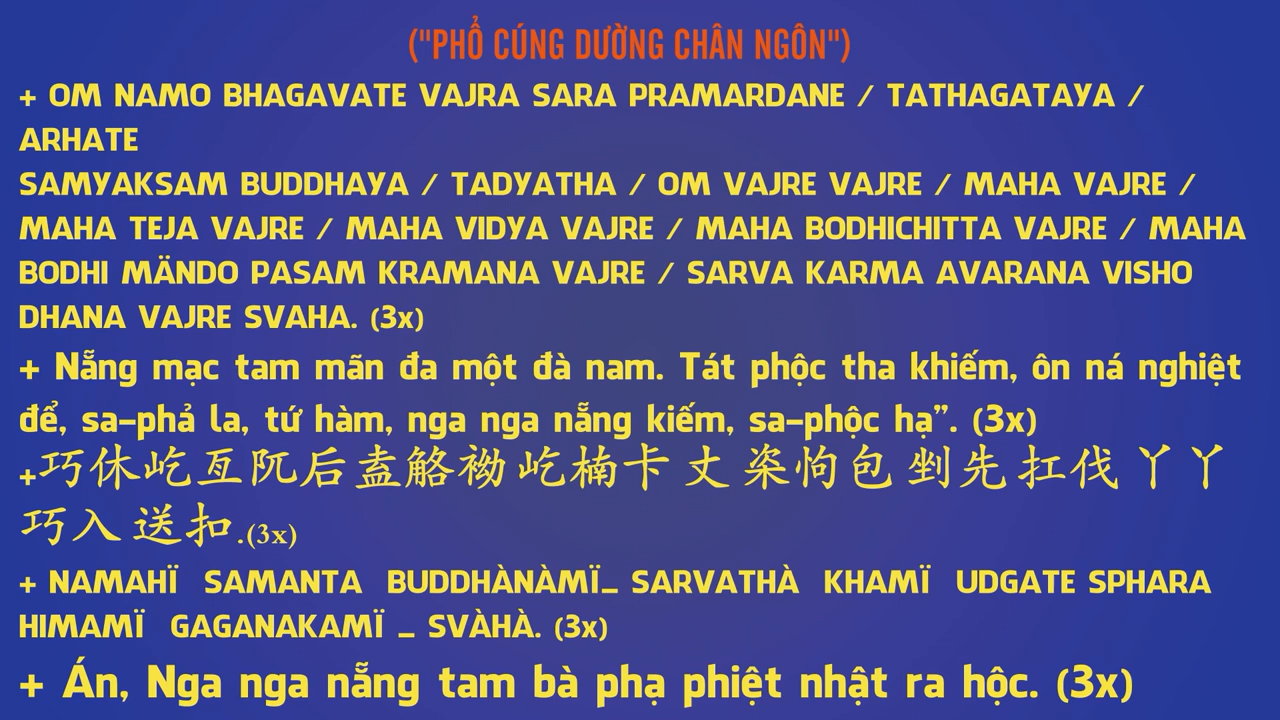 ("PHỔ CÚNG DƯỜNG CHÂN NGÔN")
+ OM NAMO BHAGAVATE VAJRA SARA PRAMARDANE / TATHAGATAYA /
ARHATE
SAMYAKSAM BUDDHAYA / TADYATHA / OM VAJRE VAJRE / MAHA VAJRE /
MAHA TEJA VAJRE / MAHA VIDYA VAJRE / MAHA BODHICHITTA VAJRE / MAHA
BODHI MÄNDO PASAM KRAMANA VAJRE / SARVA KARMA AVARANA VISHO
DHANA VAJRE SVAHA. (3x)
+ Nẵng mạc tam mãn đa một đà nam. Tát phộc tha khiếm, ôn ná nghiệt
để, sa-phả la, tứ hàm, nga nga nẵng kiếm, sa-phộc hạ”. (3x)
+巧休屹亙阢后盍觡袎屹楠卡丈楶怐包剉先扛伐丫丫
巧入送扣.(3x)
+ NAMAHÏ SAMANTA BUDDHÀNÀMÏ_ SARVATHÀ KHAMÏ UDGATE SPHARA
HIMAMÏ GAGANAKAMÏ _ SVÀHÀ. (3x)
+ Án, Nga nga nẵng tam bà phạ phiệt nhật ra hộc. (3x)